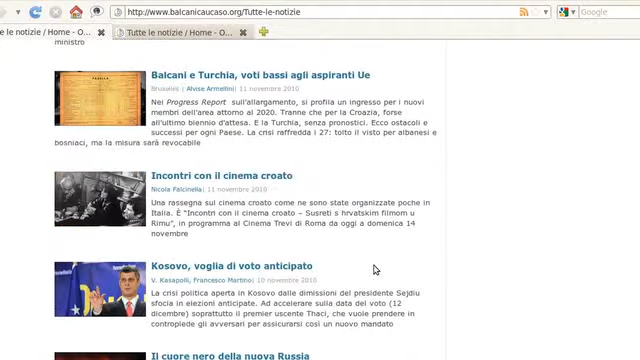 http://www.balcanicaucaso.org/Tutte-le-notizie
Google
le notizie / Home - O...
Tutte le notizie / Home - O...
ministro
Balcani e Turchia, voti bassi agli aspiranti Ue
Bruxelles | Alvise Armellini| 11 novembre 2010
Nei Progress Report sull'allargamento, si profila un ingresso per i nuovi
membri dell'area attorno al 2020. Tranne che per la Croazia, forse
all'ultimo biennio d'attesa. E la Turchia, senza pronostici. Ecco ostacoli e
successi per ogni Paese. La crisi raffredda i 27: tolto il visto per albanesi e
bosniaci, ma la misura sarà revocabile
Incontri con il cinema croato
Nicola Falcinella| 11 novembre 2010
Una rassegna sul cinema croato come ne sono state organizzate poche in
Italia. È "Incontri con il cinema croato – Susreti s hrvatskim filmom u
Rimu", in programma al Cinema Trevi di Roma da oggi a domenica 14
novembre
Kosovo, voglia di voto anticipato
V. Kasapolli, Francesco Martino| 10 novembre 2010
La crisi politica aperta in Kosovo dalle dimissioni del presidente Sejdiu
sfocia in elezioni anticipate. Ad accelerare sulla data del voto (12
dicembre) soprattutto il premier uscente Thaci, che vuole prendere in
contropiede gli avversari per assicurarsi così un nuovo mandato
Il cuore nero della nuova Russia